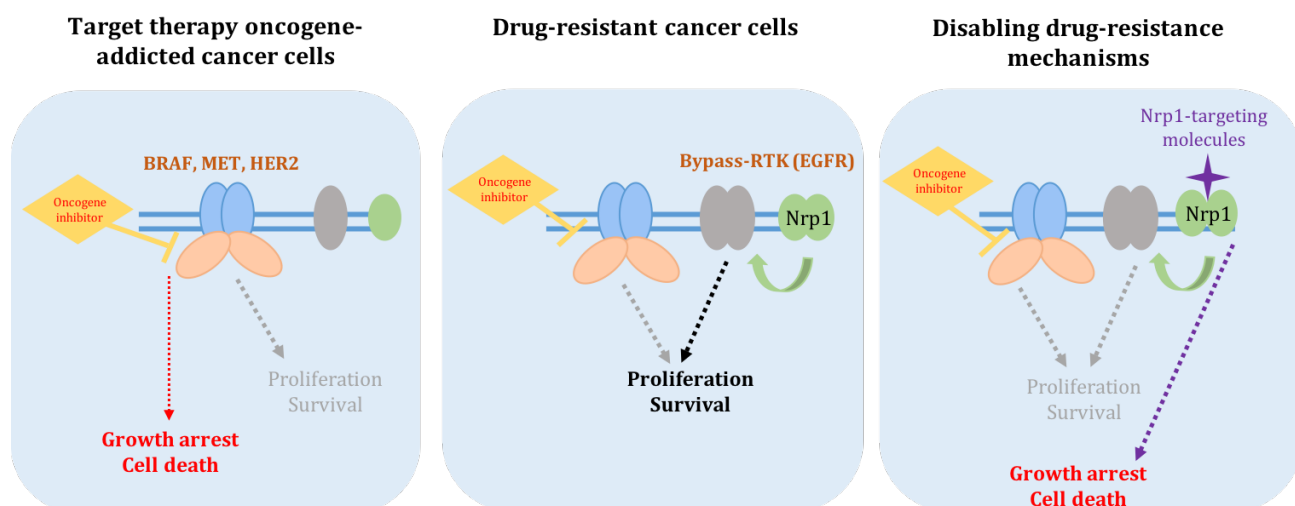 Target therapy oncogene-
addicted cancer cells
BRAF, MET, HER2
Oncogene
inhibitor
Proliferation
Survival
Growth arrest
Cell death
Drug-resistant cancer cells
Bypass-RTK (EGFR)
Oncogene
inhibitor
Nrp1
Proliferation
Survival
Disabling drug-resistance
mechanisms
Nrp1-targeting
molecules
Oncogene
inhibitor
Nrp1
Proliferation
Survival
Growth arrest
Cell death